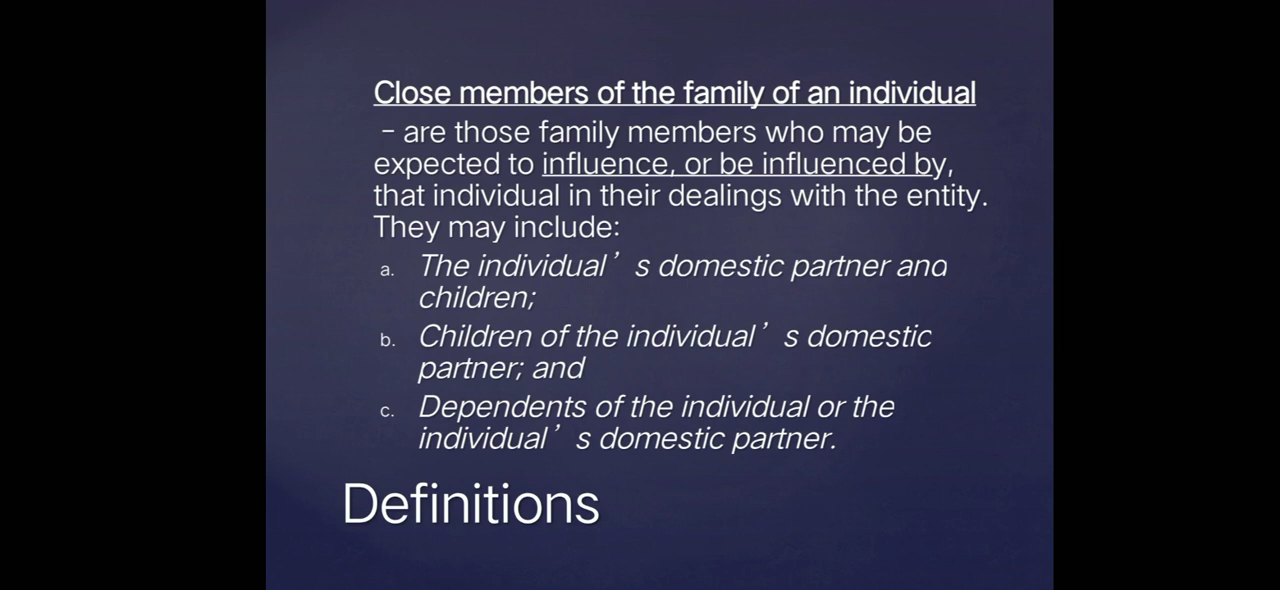 Close members of the family of an individual
– are those family members who may be
expected to influence, or be influenced by,
that individual in their dealings with the entity.
They may include:
a. The individual’ s domestic partner and
children;
b. Children of the individual’ s domestic
partner; and
c. Dependents of the individual or the
individual’ s domestic partner.
Definitions